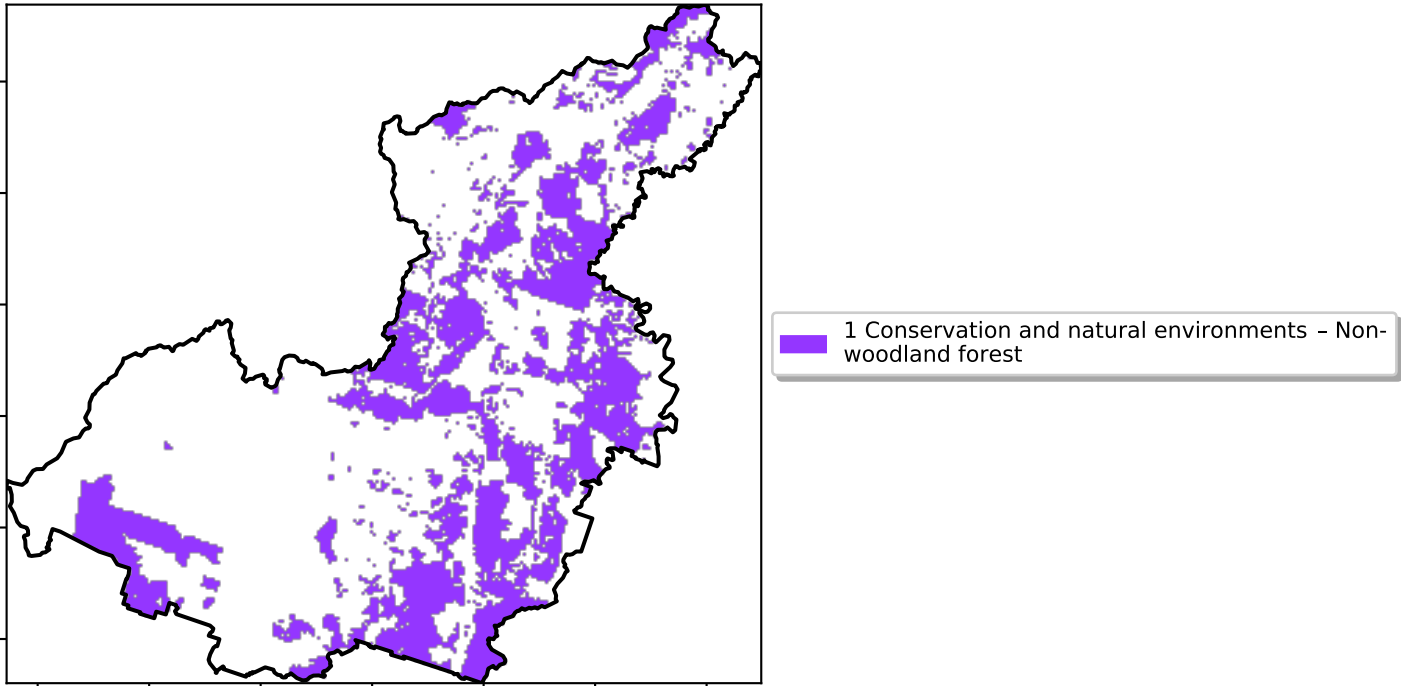 1 Conservation and natural environments – Non-
woodland forest